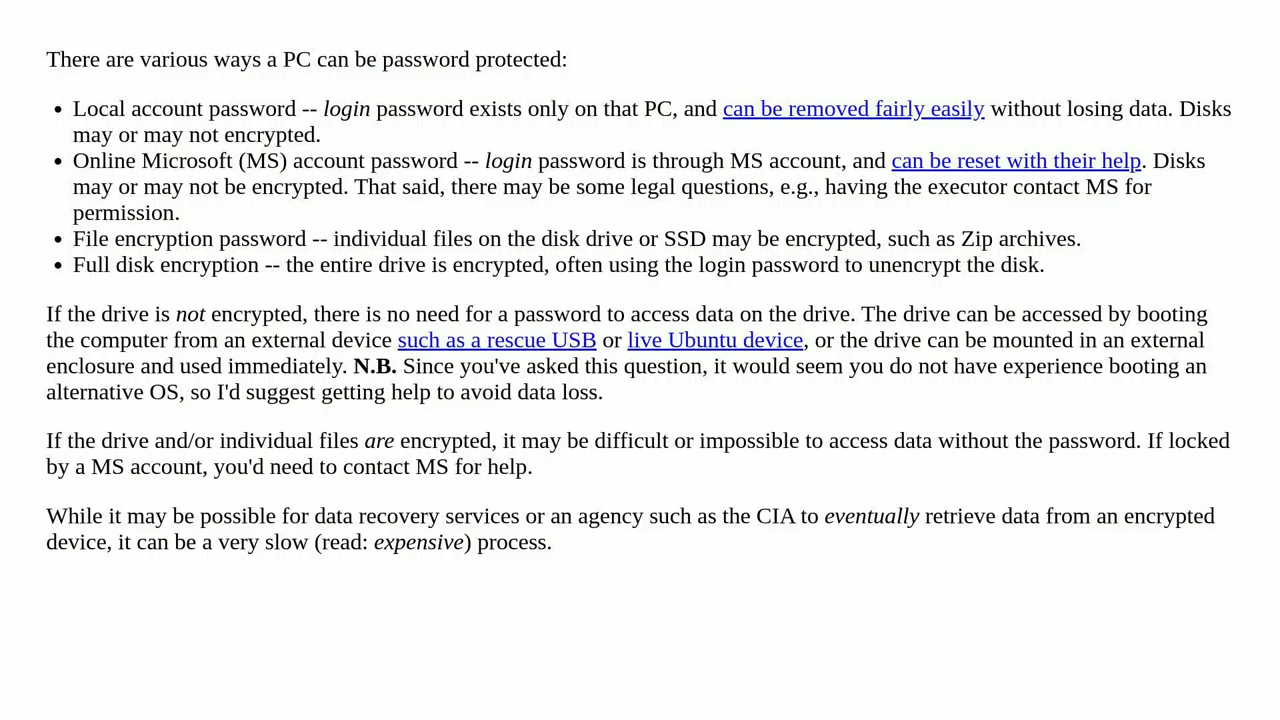 There are various ways a PC can be password protected:
• Local account password -- login password exists only on that PC, and can be removed fairly easily without losing data. Disks
may or may not encrypted.
• Online Microsoft (MS) account password -- login password is through MS account, and can be reset with their help. Disks
may or may not be encrypted. That said, there may be some legal questions, e.g., having the executor contact MS for
permission.
• File encryption password -- individual files on the disk drive or SSD may be encrypted, such as Zip archives.
• Full disk encryption -- the entire drive is encrypted, often using the login password to unencrypt the disk.
If the drive is not encrypted, there is no need for a password to access data on the drive. The drive can be accessed by booting
the computer from an external device such as a rescue USB or live Ubuntu device, or the drive can be mounted in an external
enclosure and used immediately. N.B. Since you've asked this question, it would seem you do not have experience booting an
alternative OS, so I'd suggest getting help to avoid data loss.
If the drive and/or individual files are encrypted, it may be difficult or impossible to access data without the password. If locked
by a MS account, you'd need to contact MS for help.
While it may be possible for data recovery services or an agency such as the CIA to eventually retrieve data from an encrypted
device, it can be a very slow (read: expensive) process.